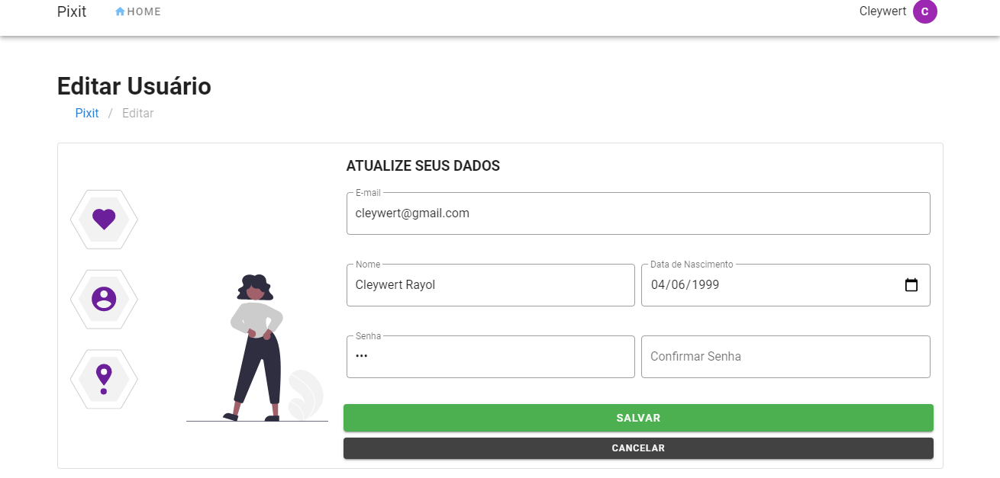 Pixit HOME Cleywert C
Editar Usuário
Pixit / Editar
ATUALIZE SEUS DADOS
E-mail
cleywert@gmail.com
Nome Data de Nascimento
Cleywert Rayol 04/06/1999
Senha
••• Confirmar Senha
SALVAR
CANCELAR